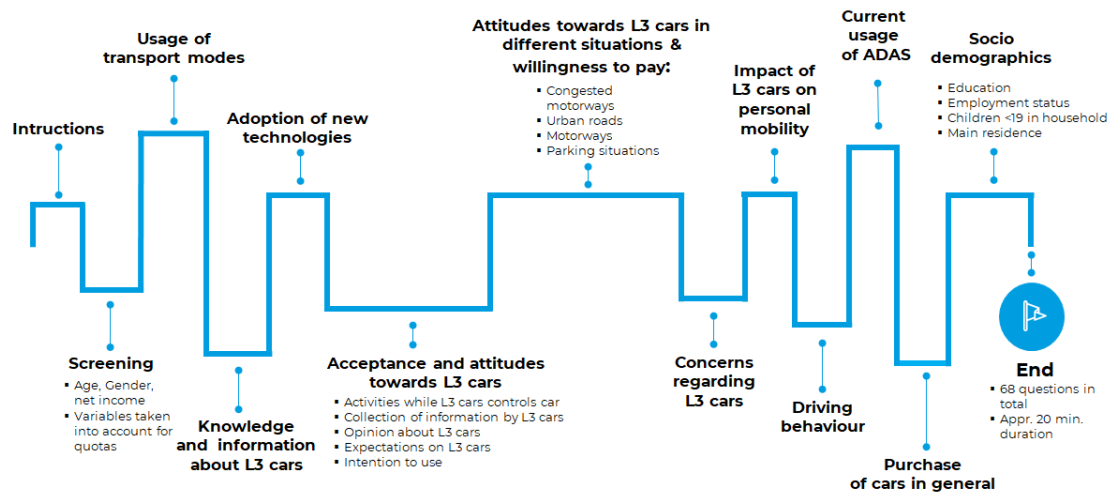 Intructions
Screening
▪ Age, Gender,
net income
▪ Variables taken
into account for
quotas
Usage of
transport modes
Knowledge
and information
about L3 cars
Adoption of new
technologies
Acceptance and attitudes
towards L3 cars
▪ Activities while L3 cars controls car
▪ Collection of information by L3 cars
▪ Opinion about L3 cars
▪ Expectations on L3 cars
▪ Intention to use
Attitudes towards L3 cars in
different situations &
willingness to pay:
▪ Congested
motorways
▪ Urban roads
▪ Motorways
▪ Parking situations
Concerns
regarding
L3 cars
Impact of
L3 cars on
personal
mobility
Driving
behaviour
Current
usage
of ADAS
Purchase
of cars in general
Socio
demographics
▪ Education
▪ Employment status
▪ Children <19 in household
▪ Main residence
End
▪ 68 questions in
total
▪ Appr. 20 min.
duration